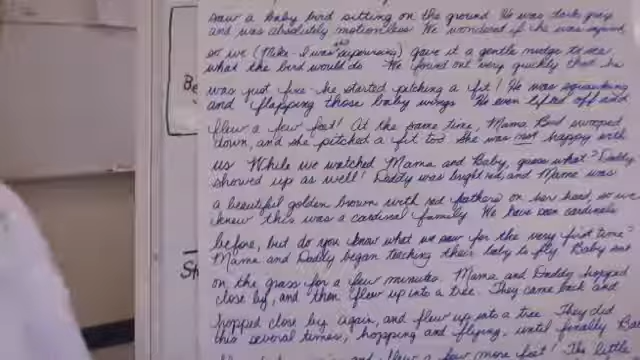 saw a baby bird sitting on the ground He was dark gray
and was absolutely motionless We wondered if he was injured
so we (Mike I was supervising) gave it a gentle nudge to see
what the bird would do We found out very quickly that he
Be
was just fine he started pitching a fit! He was squawking
and flapping those baby wings He even lifted off and
flew a few feet! At the same time, Mama Bird swooped
down, and she pitched a fit too She was not happy with
us While we watched Mama and Baby, guess what? Daddy
showed up as well! Daddy was bright red, and Mama was
a beautiful golden brown with red feathers on her head, so we
knew this was a cardinal family We have seen cardinals
before, but do you know what we saw for the very first time?
Mama and Daddy began teaching their baby to fly Baby sat
St
on the grass for a few minutes. Mama and Daddy hopped
close by, and then flew up into a tree. They came back and
hopped close by again, and flew up into a tree They did
this several times, hopping and flying, until finally
and flew a few more feet! The little